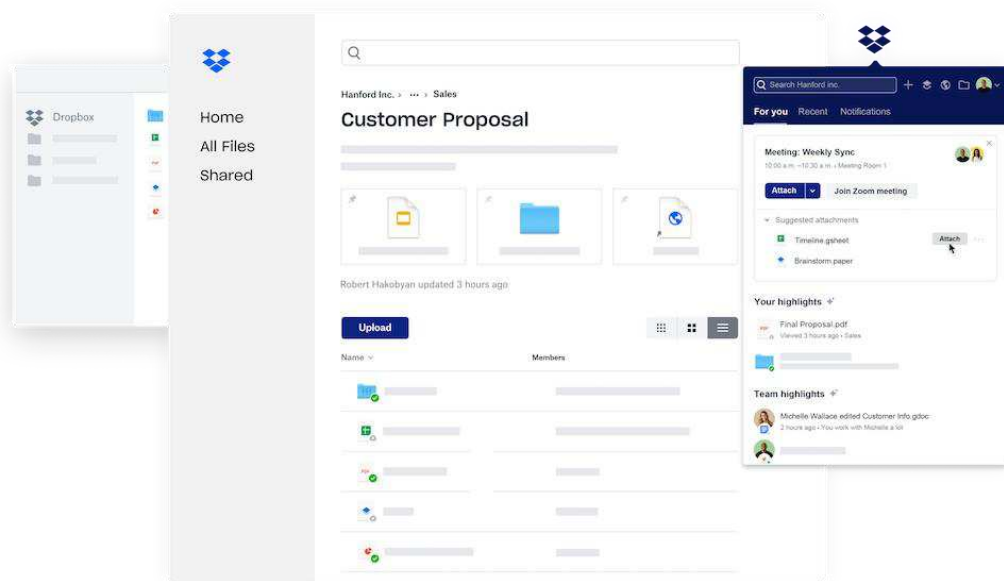 Dropbox
Home
All Files
Shared
Hanford Inc. › ... › Sales
Customer Proposal
Robert Hakobyan updated 3 hours ago
Upload
Name
Members
Search Hanford inc.
For you Recent Notifications
Meeting: Weekly Sync
10:00 a.m. –10:30 a.m. • Meeting Room 1
Attach Join Zoom meeting
Suggested attachments
Timeline.gsheet Attach
Brainstorm.paper
Your highlights
PDF Final Proposal.pdf
Viewed 3 hours ago • Sales
Team highlights
Michelle Wallace edited Customer Info.gdoc
2 hours ago • You work with Michelle a lot
PDF